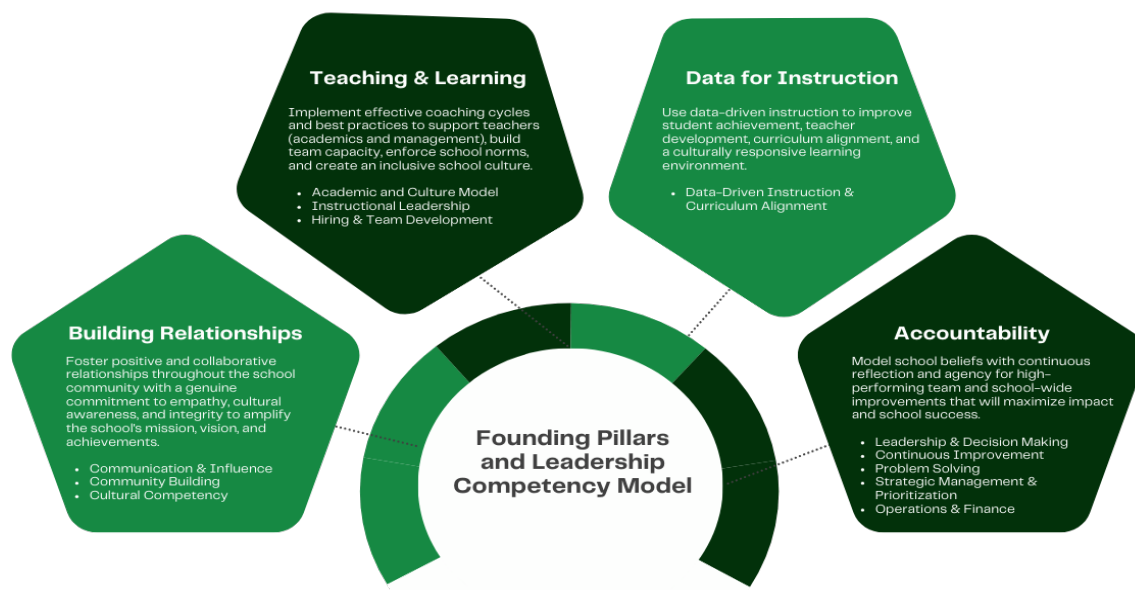 Teaching & Learning
Implement effective coaching cycles
and best practices to support teachers
(academics and management), build
team capacity, enforce school norms,
and create an inclusive school culture.
• Academic and Culture Model
• Instructional Leadership
• Hiring & Team Development
Data for Instruction
Use data-driven instruction to improve
student achievement, teacher
development, curriculum alignment, and
a culturally responsive learning
environment.
• Data-Driven Instruction &
Curriculum Alignment
Building Relationships
Foster positive and collaborative
relationships throughout the school
community with a genuine
commitment to empathy, cultural
awareness, and integrity to amplify
the school's mission, vision, and
achievements.
• Communication & Influence
• Community Building
• Cultural Competency
Founding Pillars
and Leadership
Competency Model
Accountability
Model school beliefs with continuous
reflection and agency for high-
performing team and school-wide
improvements that will maximize impact
and school success.
• Leadership & Decision Making
• Continuous Improvement
• Problem Solving
• Strategic Management &
Prioritization
• Operations & Finance